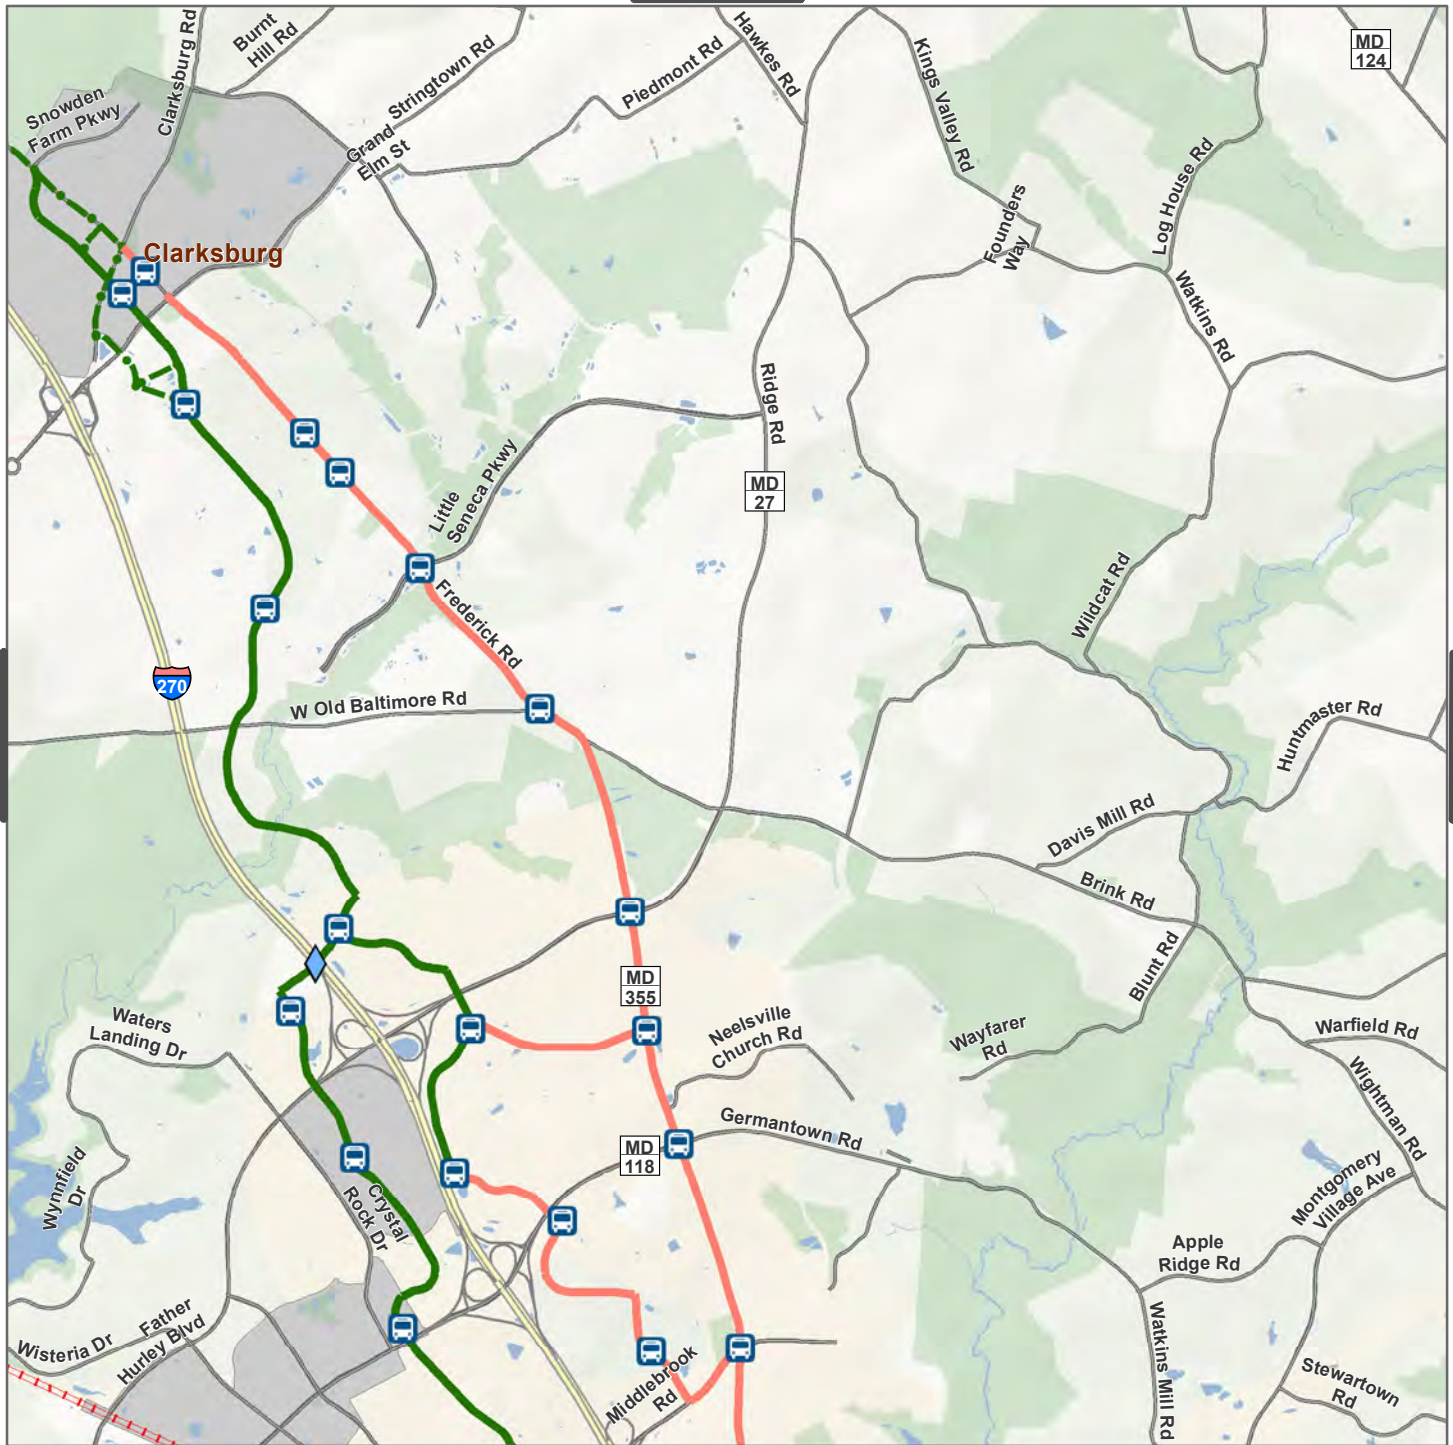 Clarksburg Rd
Burnt
Hill Rd
Stringtown Rd
Hawkes Rd
Piedmont Rd
Kings Valley Rd
MD
124
Snowden
Farm Pkwy
Grand
Elm St
Log House Rd
Founders
Way
Clarksburg
Watkins Rd
Ridge Rd
Little
Seneca Pkwy
MD
27
Wildcat Rd
Frederick Rd
270
W Old Baltimore Rd
Huntmaster Rd
Davis Mill Rd
Brink Rd
Blunt Rd
MD
355
Waters
Landing Dr
Neelsville
Church Rd
Wayfarer
Rd
Warfield Rd
Wightman Rd
Germantown Rd
MD
118
Wynnfield
Dr
Crystal
Rock Dr
Montgomery
Village Ave
Apple
Ridge Rd
Father
Hurley Blvd
Wisteria Dr
Middlebrook
Rd
Watkins Mill Rd
Stewartown
Rd